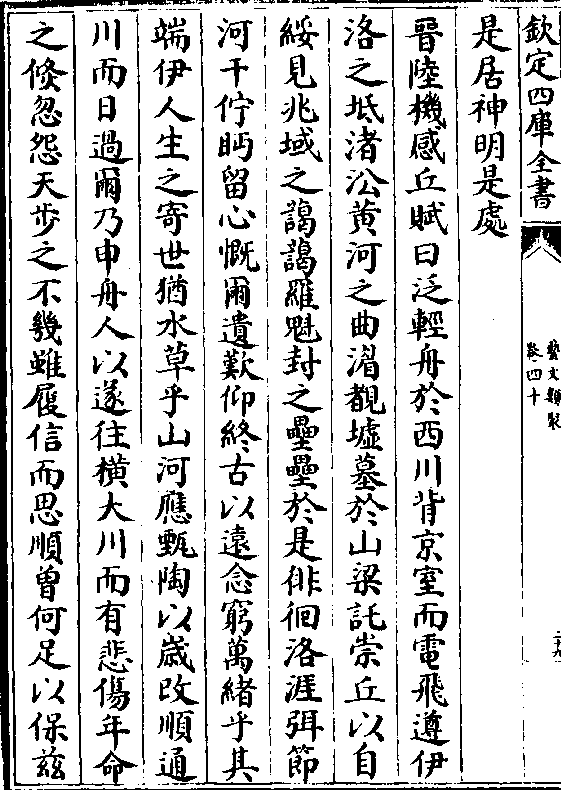 欽定四庫全書
藝文類聚
卷四十
是居神明是處
晉陸機感丘賦曰泛輕舟於西川背京室而電飛遵伊
洛之坻渚沿黄河之曲湄覩墟墓於山梁託崇丘以自
綏見兆域之藹藹羅魁封之壘壘於是徘徊洛涯弭節
河干佇眄留心慨爾遺歎仰終古以遠念窮萬緒乎其
端伊人生之寄世猶水草乎山河應甄陶以嵗改順通
川而日過爾乃申舟人以遂往横大川而有悲傷年命
之倐忽怨天歩之不幾雖履信而思順曾何足以保兹